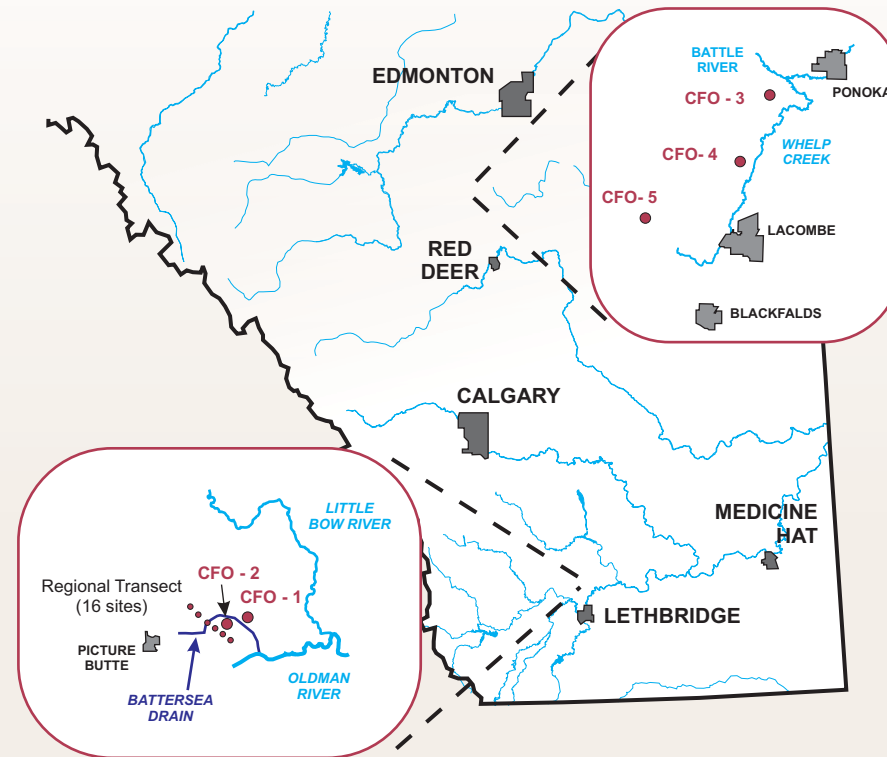 EDMONTON
RED
DEER
CALGARY
MEDICINE
HAT
LETHBRIDGE
BATTLE
RIVER
PONOKA
CFO - 3
WHELP
CREEK
CFO- 4
CFO- 5
LACOMBE
BLACKFALDS
LITTLE
BOW RIVER
Regional Transect
(16 sites)
CFO - 2
CFO - 1
PICTURE
BUTTE
BATTERSEA
DRAIN
OLDMAN
RIVER